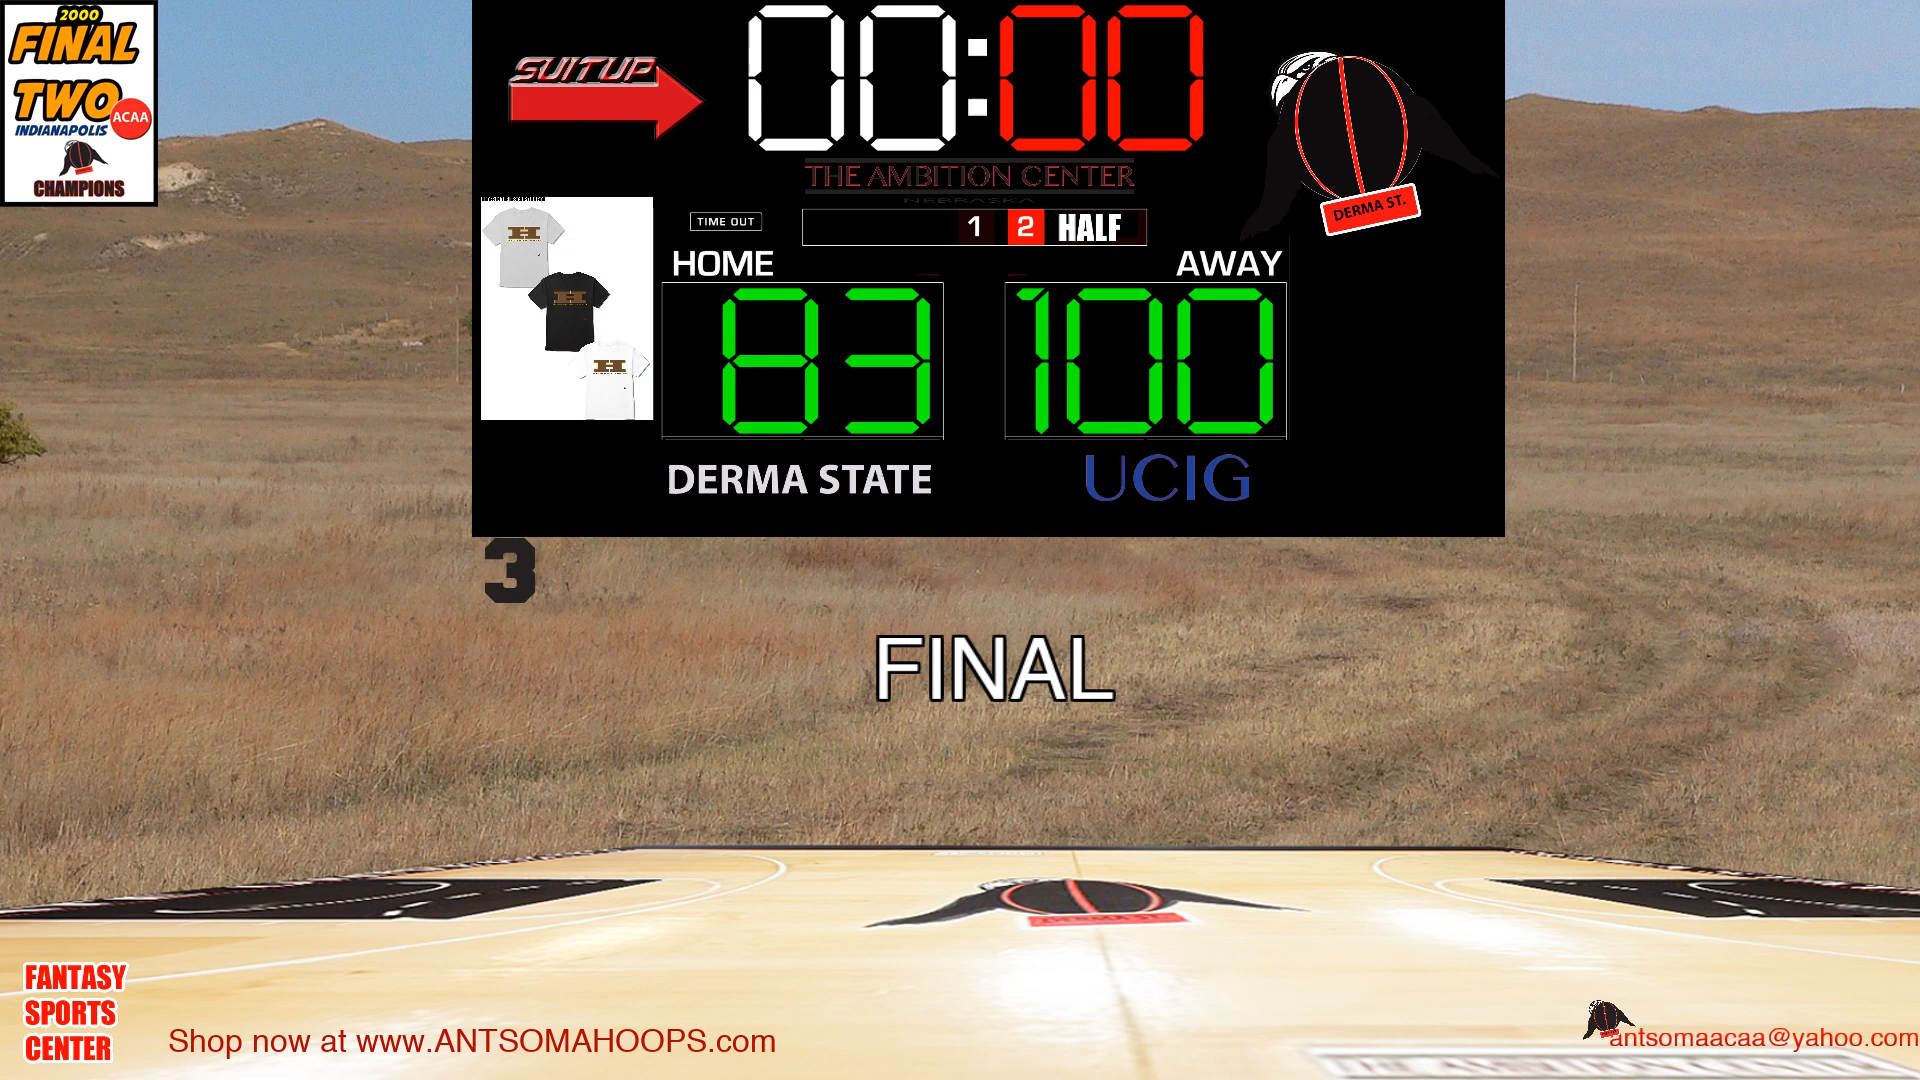 2000
FINAL
TWO
INDIANAPOLIS
ACAA
CHAMPIONS
SUITUP
00:00
THE AMBITION CENTER
NEBRASKA
TIME OUT
1 2 HALF
HOME
AWAY
83
100
DERMA STATE
UCIG
DERMA ST.
H
H
H
3
FINAL
DERMA ST.
FANTASY
SPORTS
CENTER
Shop now at www.ANTSOMAHOOPS.com
antsomaacaa@yahoo.com